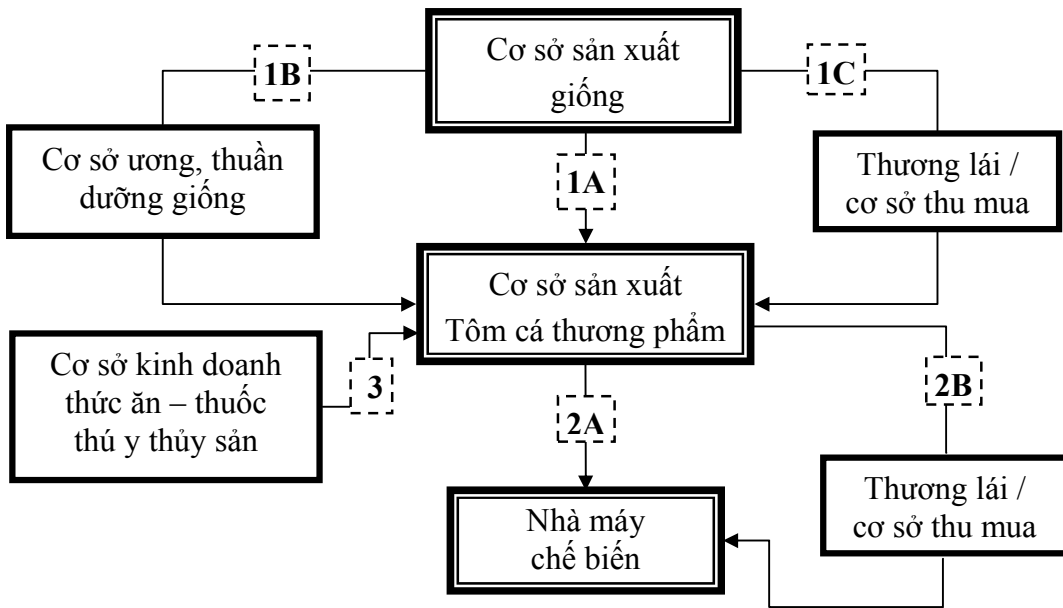 Cơ sở sản xuất
giống
1B
1C
Cơ sở ương, thuần
dưỡng giống
1A
Thương lái /
cơ sở thu mua
Cơ sở sản xuất
Tôm cá thương phẩm
Cơ sở kinh doanh
thức ăn – thuốc
thú y thủy sản
3
2A
2B
Nhà máy
chế biến
Thương lái /
cơ sở thu mua